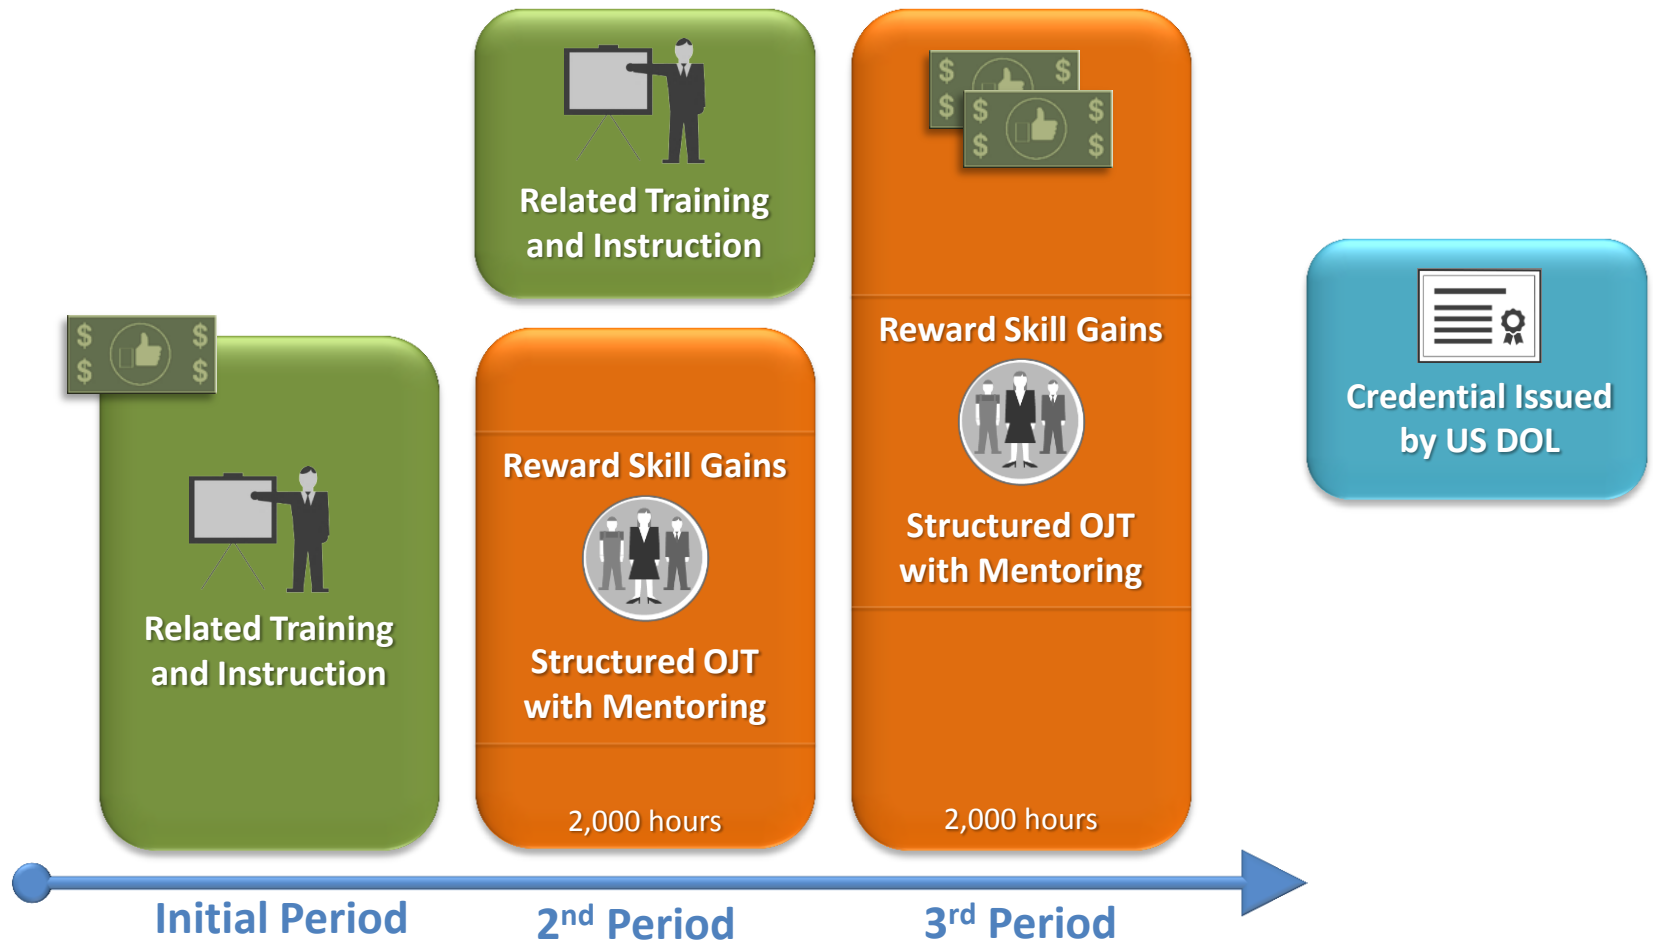 Related Training
and Instruction
Related Training
and Instruction
Reward Skill Gains
Structured OJT
with Mentoring
2,000 hours
Reward Skill Gains
Structured OJT
with Mentoring
2,000 hours
Credential Issued
by US DOL
Initial Period
2nd Period
3rd Period
$ $
$ $
$ $
$ $
$ $
$ $